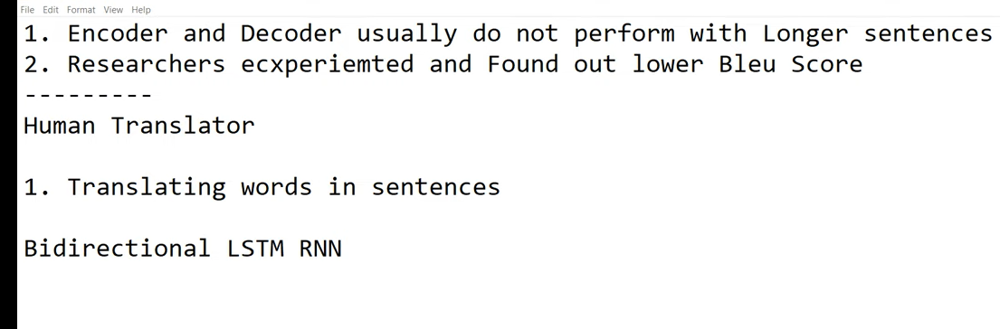 File Edit Format View Help
1. Encoder and Decoder usually do not perform with Longer sentences
2. Researchers ecxperiemted and Found out lower Bleu Score
---------
Human Translator
1. Translating words in sentences
Bidirectional LSTM RNN